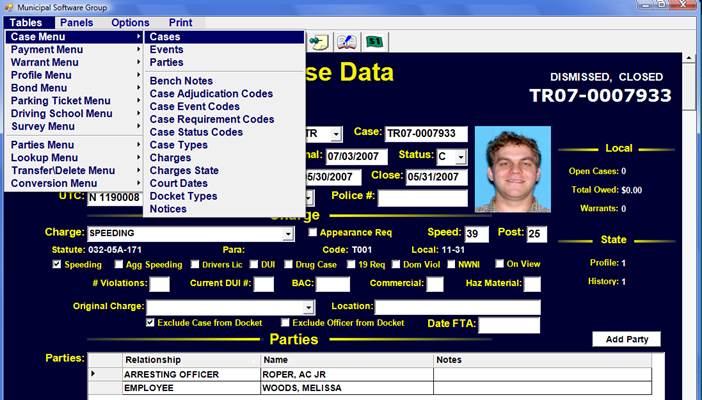 Municipal Software Group
Tables Panels Options Print
Case Menu
Payment Menu
Warrant Menu
Profile Menu
Bond Menu
Parking Ticket Menu
Driving School Menu
Survey Menu
Parties Menu
Lookup Menu
Transfer/Delete Menu
Conversion Menu
Cases
Events
Parties
Bench Notes
Case Adjudication Codes
Case Event Codes
Case Requirement Codes
Case Status Codes
Case Types
Charges
Charges State
Court Dates
Docket Types
Notices
se Data
DISMISSED, CLOSED
TR07-0007933
TR Case: TR07-0007933
nal: 07/03/2007 Status: C
05/30/2007 Close: 05/31/2007
UTC: N 1190008 Police #:
Local
Open Cases: 0
Total Owed: $0.00
Warrants: 0
State
Profile: 1
History: 1
Charge
Charge: SPEEDING Appearance Req Speed: 39 Post: 25
Statute: 032-05A-171 Para: Code: T001 Local: 11-31
Speeding Agg Speeding Drivers Lic DUI Drug Case 19 Req Dom Viol NWNI On View
# Violations: Current DUI #: BAC: Commercial: Haz Material:
Original Charge: Location:
Exclude Case from Docket Exclude Officer from Docket Date FTA:
Parties
Add Party
Parties: Relationship Name Notes
ARRESTING OFFICER ROPER, AC JR
EMPLOYEE WOODS, MELISSA